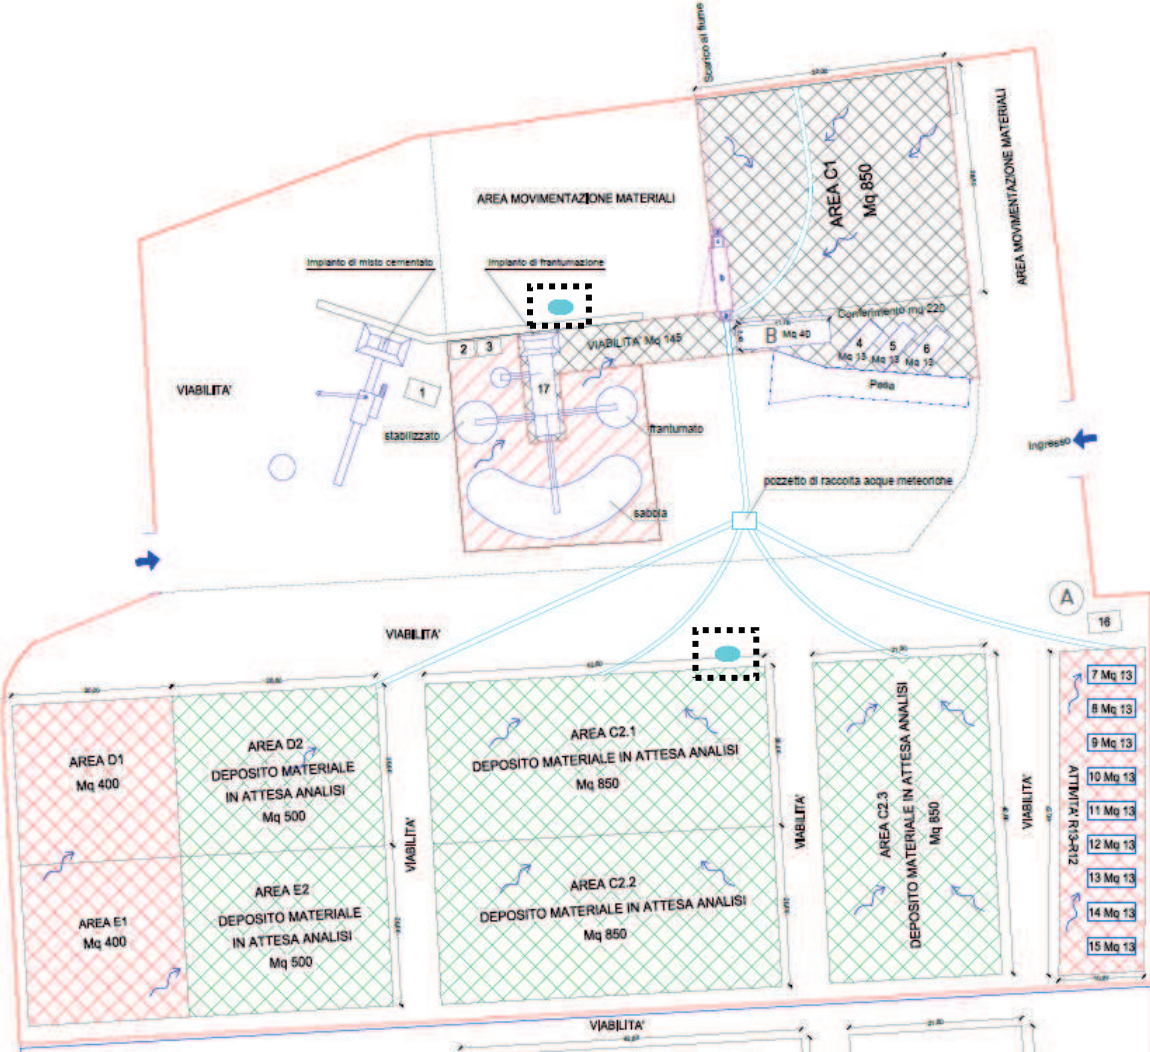 Scarico al fiume
AREA MOVIMENTAZIONE MATERIALI
AREA C1
Mq 850
AREA MOVIMENTAZIONE MATERIALI
Impianto di misto cementato
Impianto di frantumazione
Conferimento mq 220
VIABILITA' Mq 145
B Mq 40
4
Mq 13
5
Mq 13
6
Mq 13
Pesa
2
3
1
17
VIABILITA'
stabilizzato
frantumato
Ingresso
pozzetto di raccolta acque meteoriche
sabbia
A
16
VIABILITA'
AREA D1
Mq 400
AREA D2
DEPOSITO MATERIALE
IN ATTESA ANALISI
Mq 500
AREA C2.1
DEPOSITO MATERIALE IN ATTESA ANALISI
Mq 850
AREA C2.3
DEPOSITO MATERIALE IN ATTESA ANALISI
Mq 850
VIABILITA'
VIABILITA'
VIABILITA'
ATTIVITA' R13-R12
7 Mq 13
8 Mq 13
9 Mq 13
10 Mq 13
11 Mq 13
12 Mq 13
13 Mq 13
14 Mq 13
15 Mq 13
AREA E1
Mq 400
AREA E2
DEPOSITO MATERIALE
IN ATTESA ANALISI
Mq 500
AREA C2.2
DEPOSITO MATERIALE IN ATTESA ANALISI
Mq 850
VIABILITA'